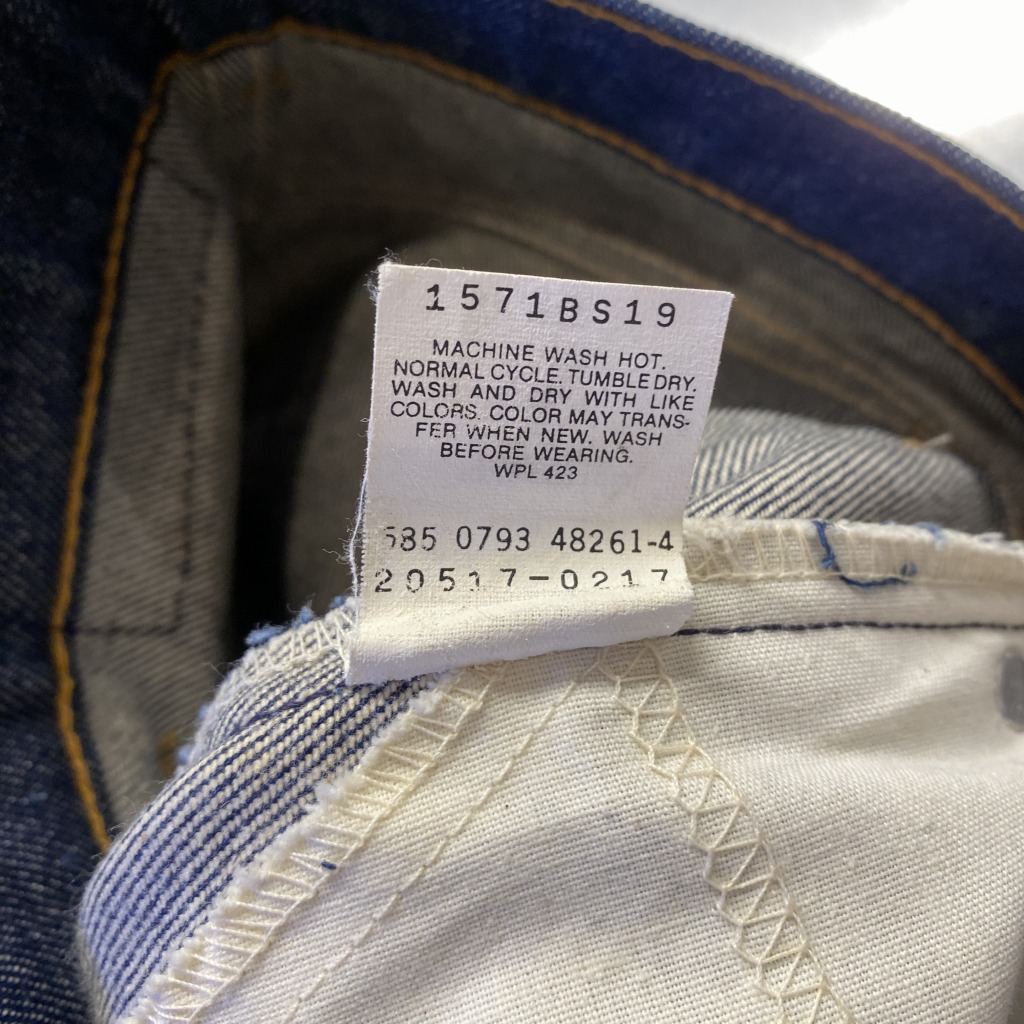 1571BS19
MACHINE WASH HOT.
NORMAL CYCLE. TUMBLE DRY.
WASH AND DRY WITH LIKE
COLORS. COLOR MAY TRANS-
FER WHEN NEW. WASH
BEFORE WEARING.
WPL 423
585 0793 48261-4
20517-0217